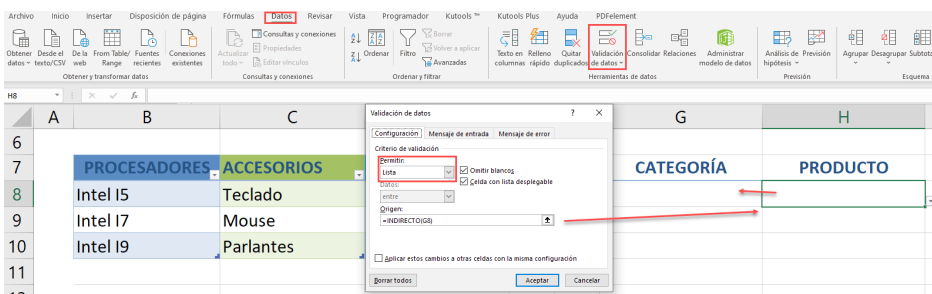 Archivo Inicio Insertar Disposición de página Fórmulas Datos Revisar Vista Programador Kutools ™ Kutools Plus Ayuda PDFelement
Obtener datos
Desde el texto/CSV
De la web
From Table/ Range
Fuentes recientes
Conexiones existentes
Obtener y transformar datos
Actualizar todo
Consultas y conexiones
Propiedades
Editar vínculos
Consultas y conexiones
Ordenar
Filtro
Borrar
Volver a aplicar
Avanzadas
Ordenar y filtrar
Texto en columnas
Relleno rápido
Quitar duplicados
Validación de datos
Consolidar
Relaciones
Administrar modelo de datos
Herramientas de datos
Análisis de hipótesis
Previsión
Previsión
Agrupar
Desagrupar
Esquema
H8
fx
A B C G H
6
7 PROCESADORES ACCESORIOS CATEGORÍA PRODUCTO
8 Intel I5 Teclado
9 Intel I7 Mouse
10 Intel I9 Parlantes
11
Validación de datos ? ×
Configuración Mensaje de entrada Mensaje de error
Criterio de validación
Permitir:
Lista
Omitir blancos
Celda con lista desplegable
Datos:
entre
Origen:
=INDIRECTO(G8)
Aplicar estos cambios a otras celdas con la misma configuración
Borrar todos Aceptar Cancelar